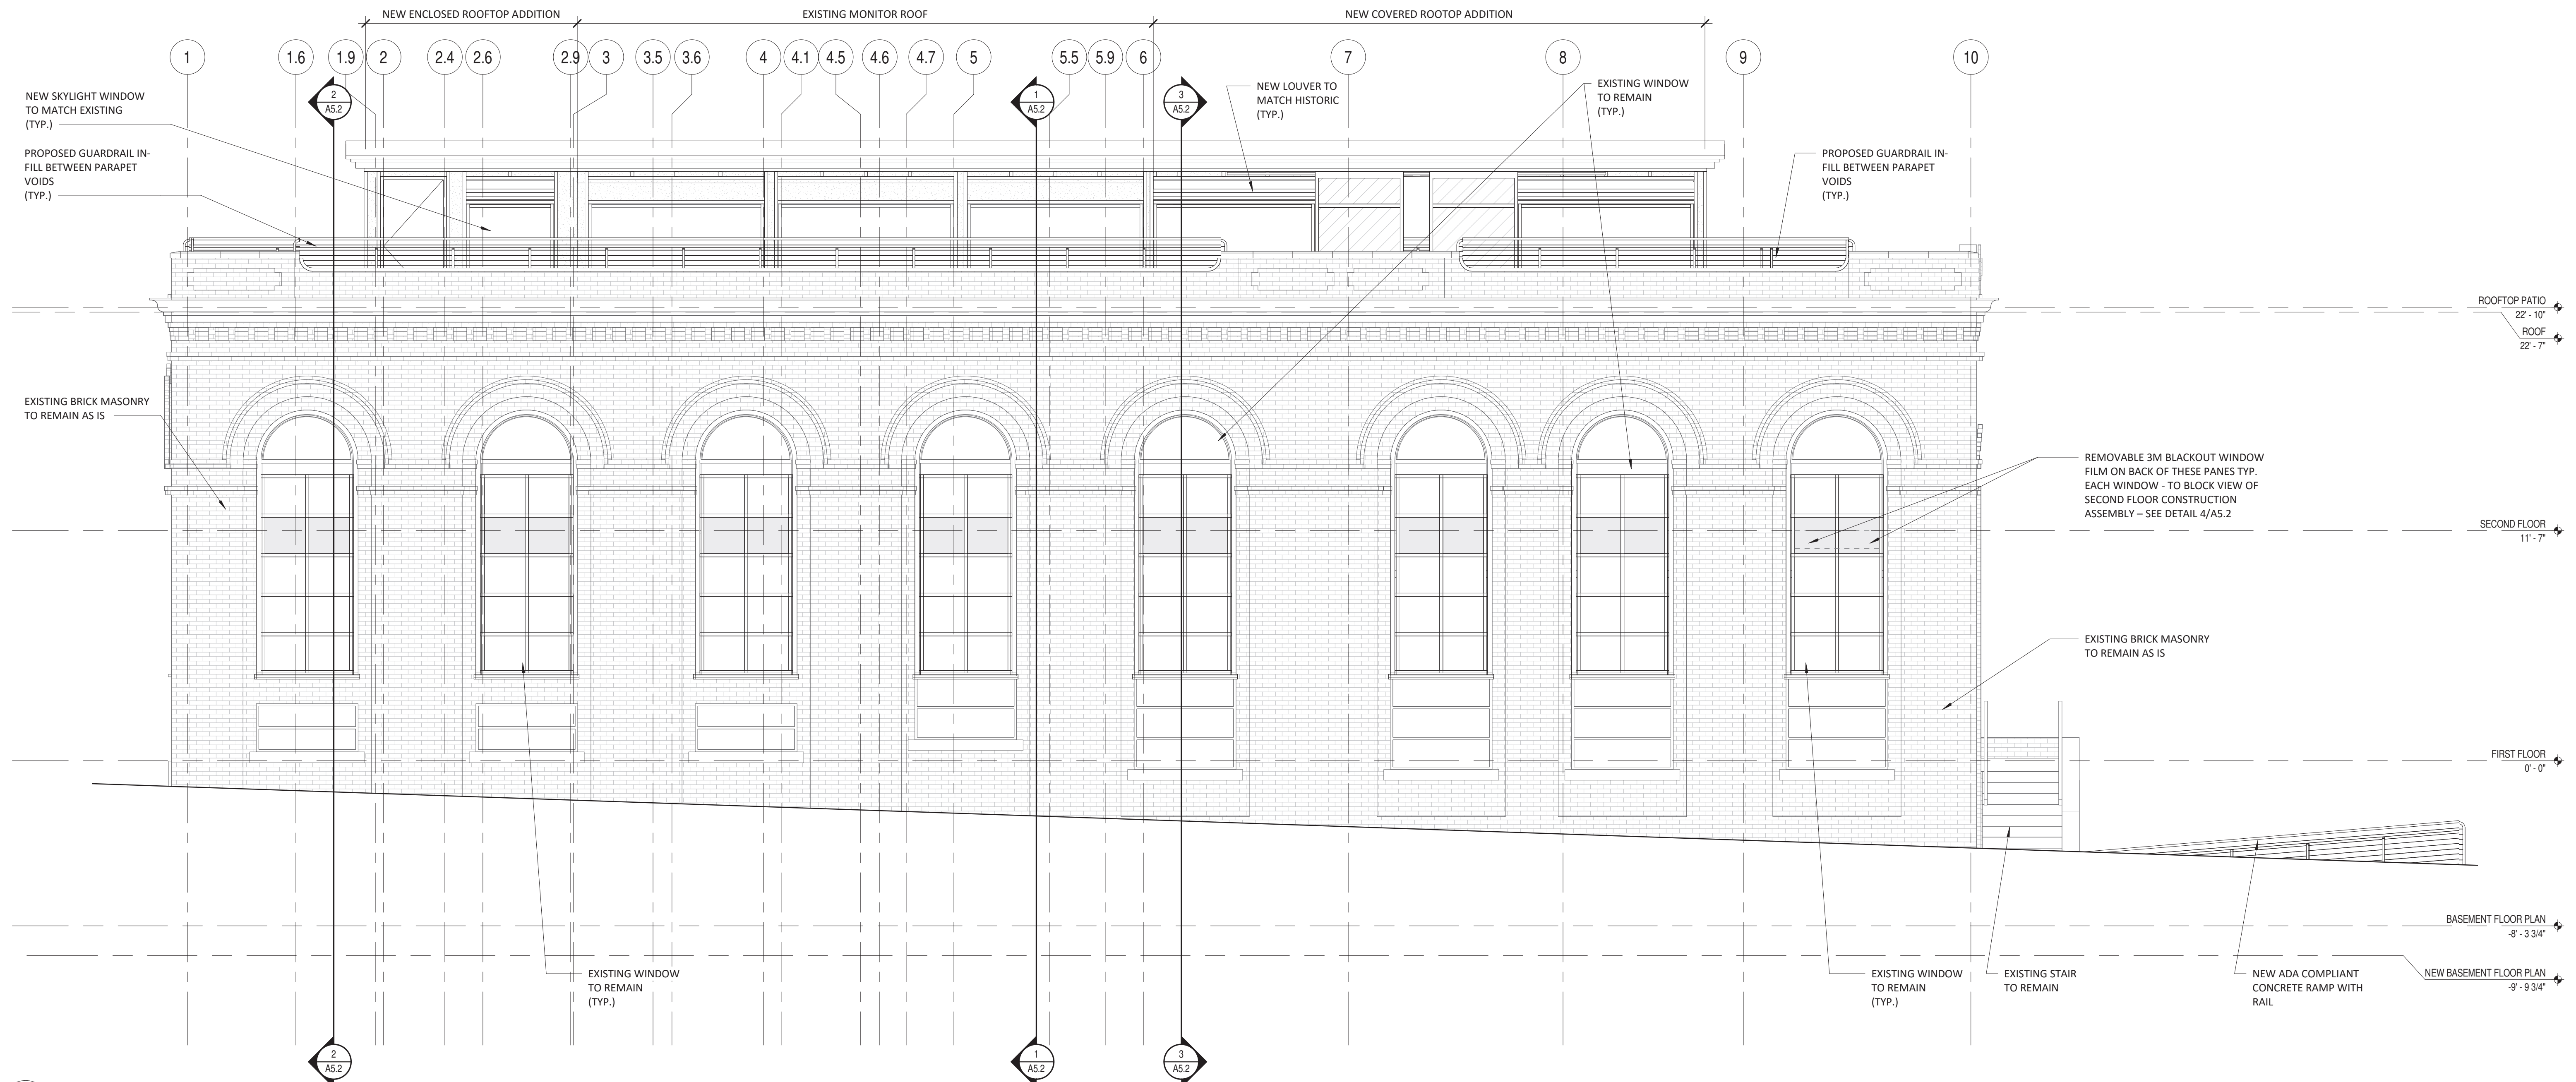 NEW ENCLOSED ROOFTOP ADDITION
EXISTING MONITOR ROOF
NEW COVERED ROOTOP ADDITION
1
1.6
1.9
2
2.4
2.6
2.9
3
3.5
3.6
4
4.1
4.5
4.6
4.7
5
5.5
5.9
6
7
8
9
10
2
A5.2
1
A5.2
3
A5.2
NEW SKYLIGHT WINDOW
TO MATCH EXISTING
(TYP.)
PROPOSED GUARDRAIL IN-
FILL BETWEEN PARAPET
VOIDS
(TYP.)
NEW LOUVER TO
MATCH HISTORIC
(TYP.)
EXISTING WINDOW
TO REMAIN
(TYP.)
PROPOSED GUARDRAIL IN-
FILL BETWEEN PARAPET
VOIDS
(TYP.)
ROOFTOP PATIO
22' - 10"
ROOF
22' - 7"
EXISTING BRICK MASONRY
TO REMAIN AS IS
REMOVABLE 3M BLACKOUT WINDOW
FILM ON BACK OF THESE PANES TYP.
EACH WINDOW - TO BLOCK VIEW OF
SECOND FLOOR CONSTRUCTION
ASSEMBLY – SEE DETAIL 4/A5.2
SECOND FLOOR
11' - 7"
EXISTING BRICK MASONRY
TO REMAIN AS IS
FIRST FLOOR
0' - 0"
BASEMENT FLOOR PLAN
-8' - 3 3/4"
NEW BASEMENT FLOOR PLAN
-9' - 9 3/4"
EXISTING WINDOW
TO REMAIN
(TYP.)
EXISTING WINDOW
TO REMAIN
(TYP.)
EXISTING STAIR
TO REMAIN
NEW ADA COMPLIANT
CONCRETE RAMP WITH
RAIL
2
A5.2
1
A5.2
3
A5.2